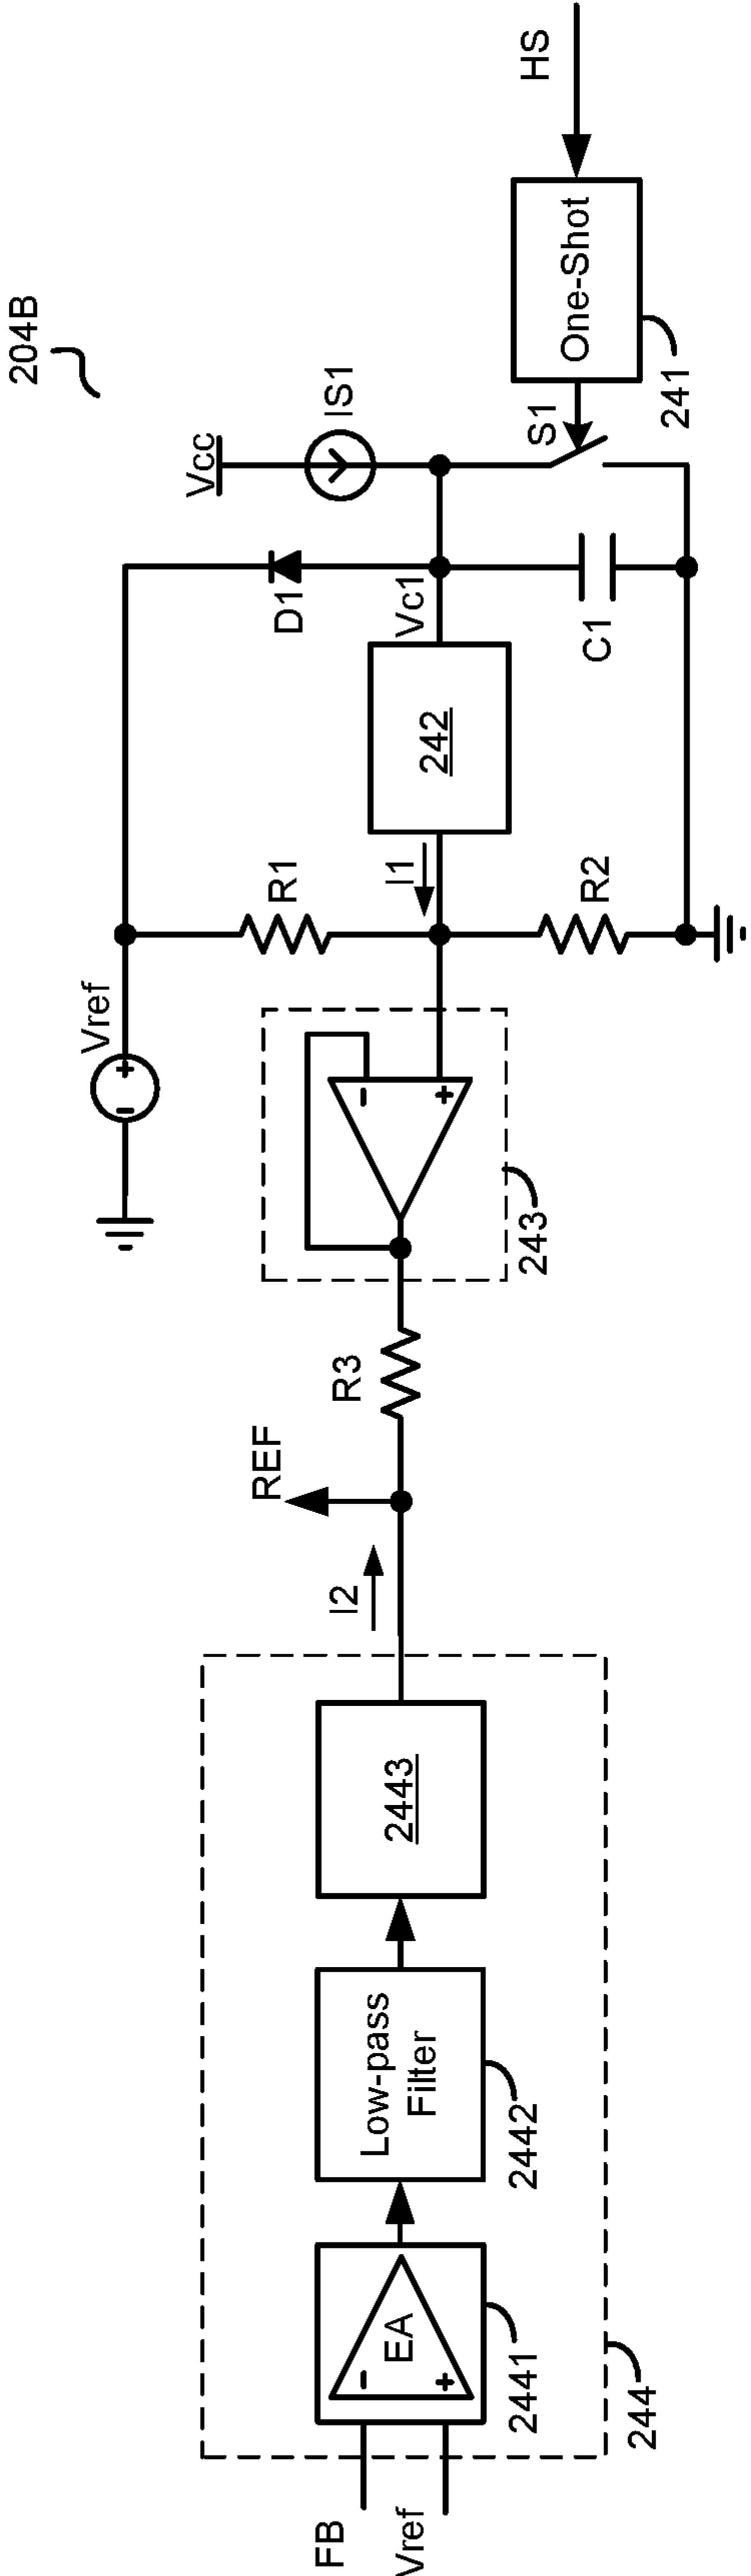 204B
HS
One-Shot
241
S1
IS1
Vcc
D1
Vc1
C1
242
I1
R1
R2
Vref
-
+
-
+
243
R3
REF
I2
2443
Low-pass
Filter
2442
EA
-
+
2441
244
FB
Vref